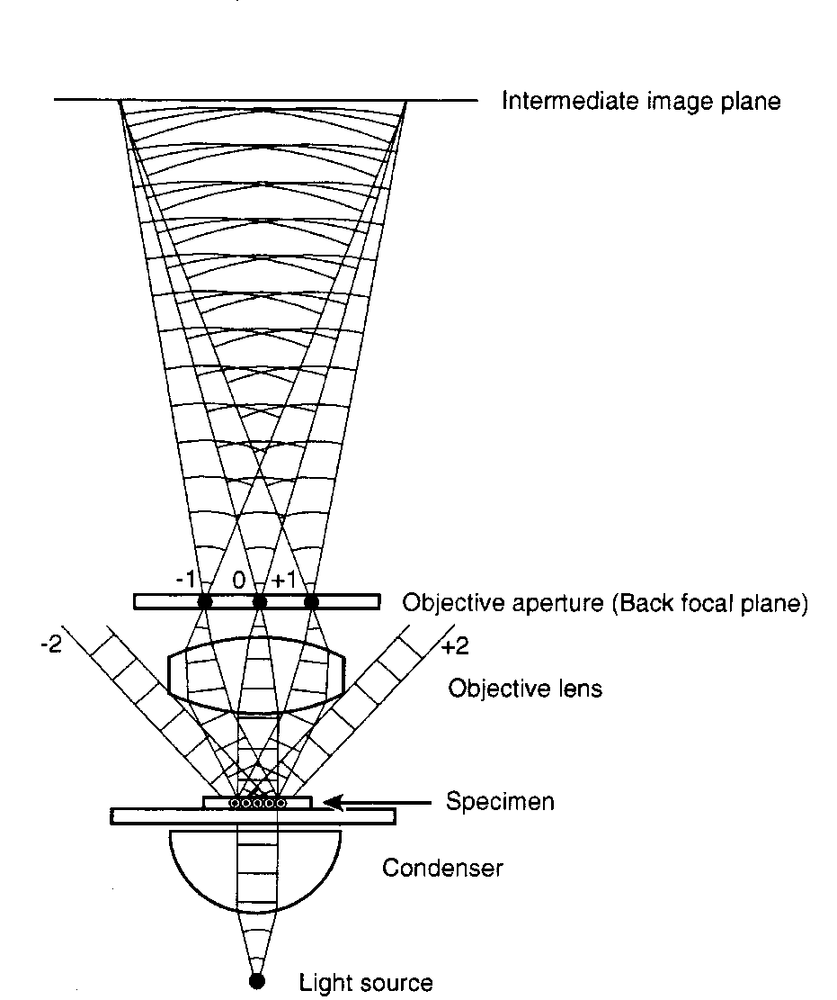 Intermediate image plane
-1 0 +1
Objective aperture (Back focal plane)
-2
+2
Objective lens
Specimen
Condenser
Light source